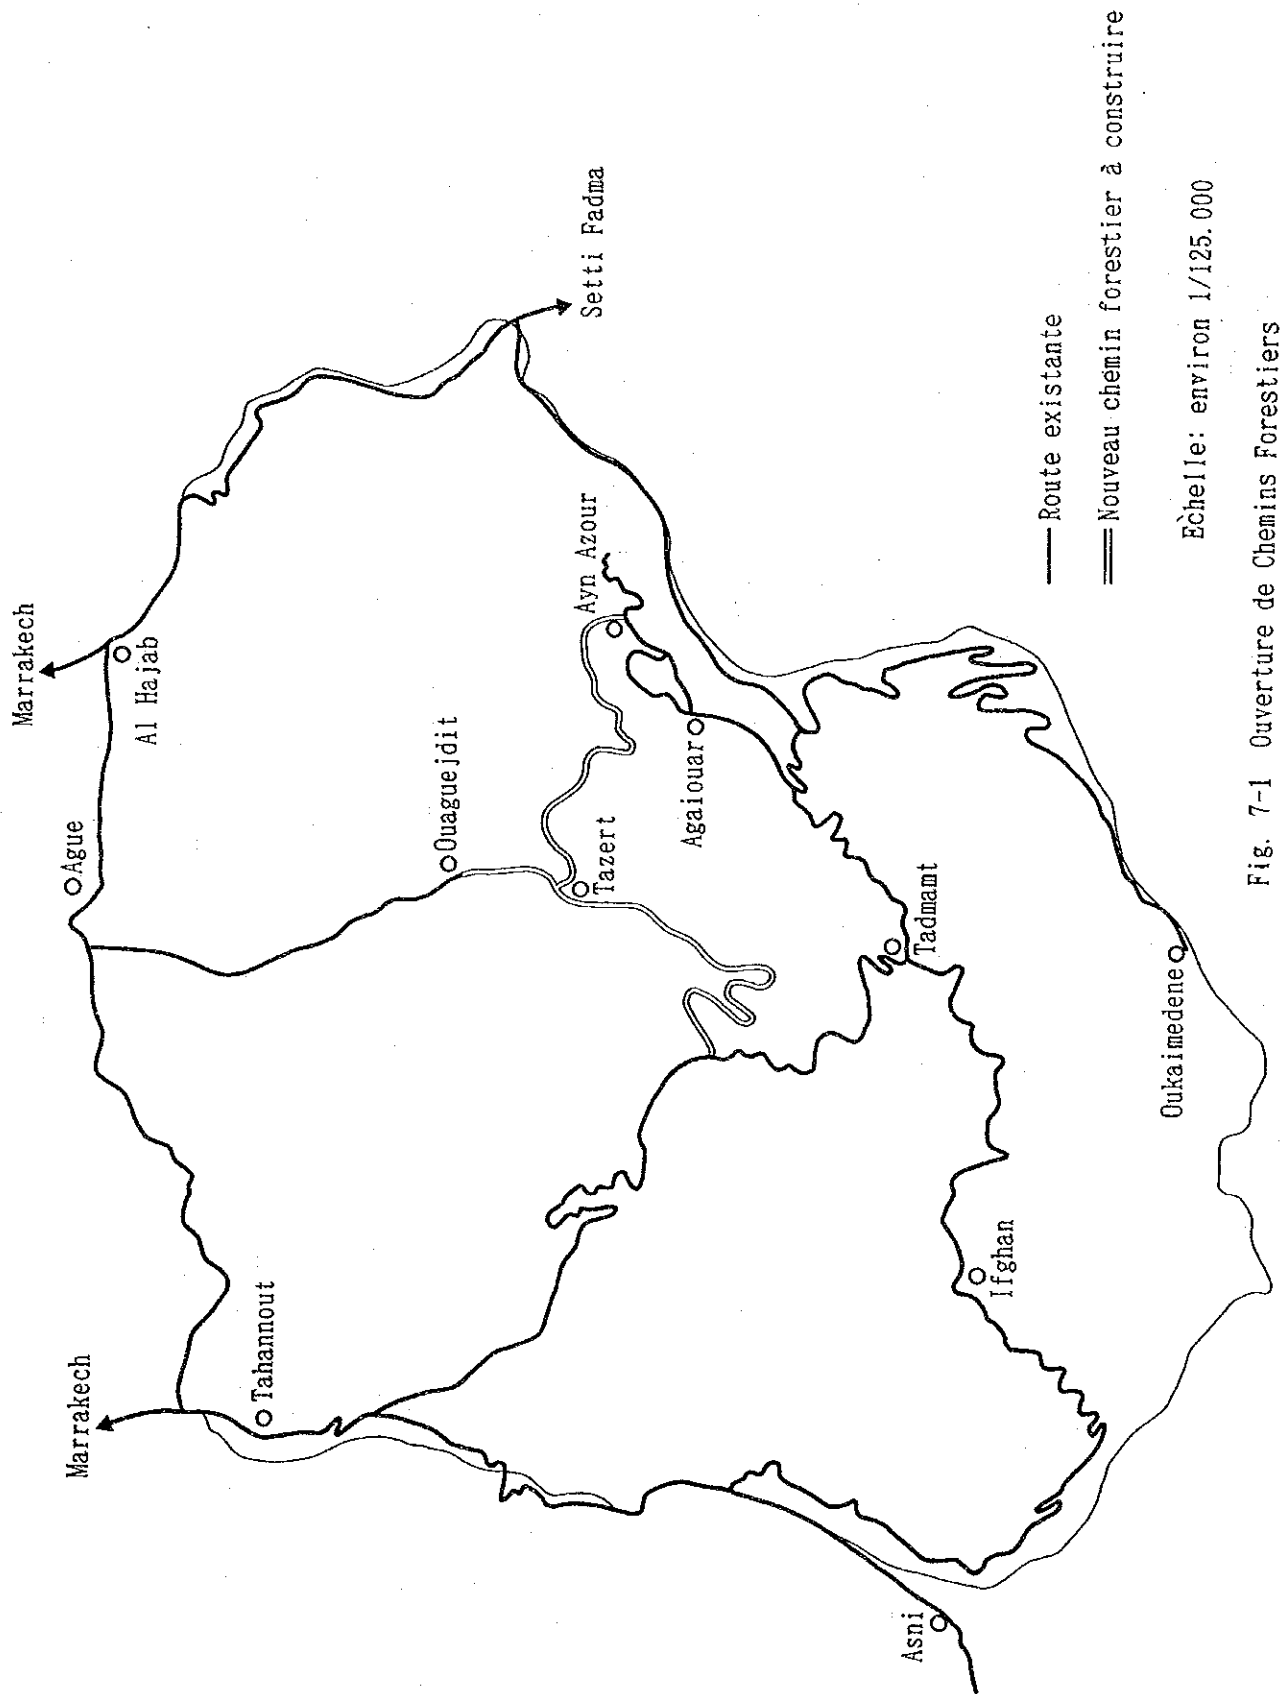 Marrakech
Marrakech
Ague
Al Hajab
Tahannout
Ouaguejdit
Setti Fadma
Tazert
Ayn Azour
Agaiouar
Tadmamt
Asni
Ifghan
Oukaimedene
Route existante
Nouveau chemin forestier à construire
Echelle: environ 1/125.000
Fig. 7-1 Ouverture de Chemins Forestiers